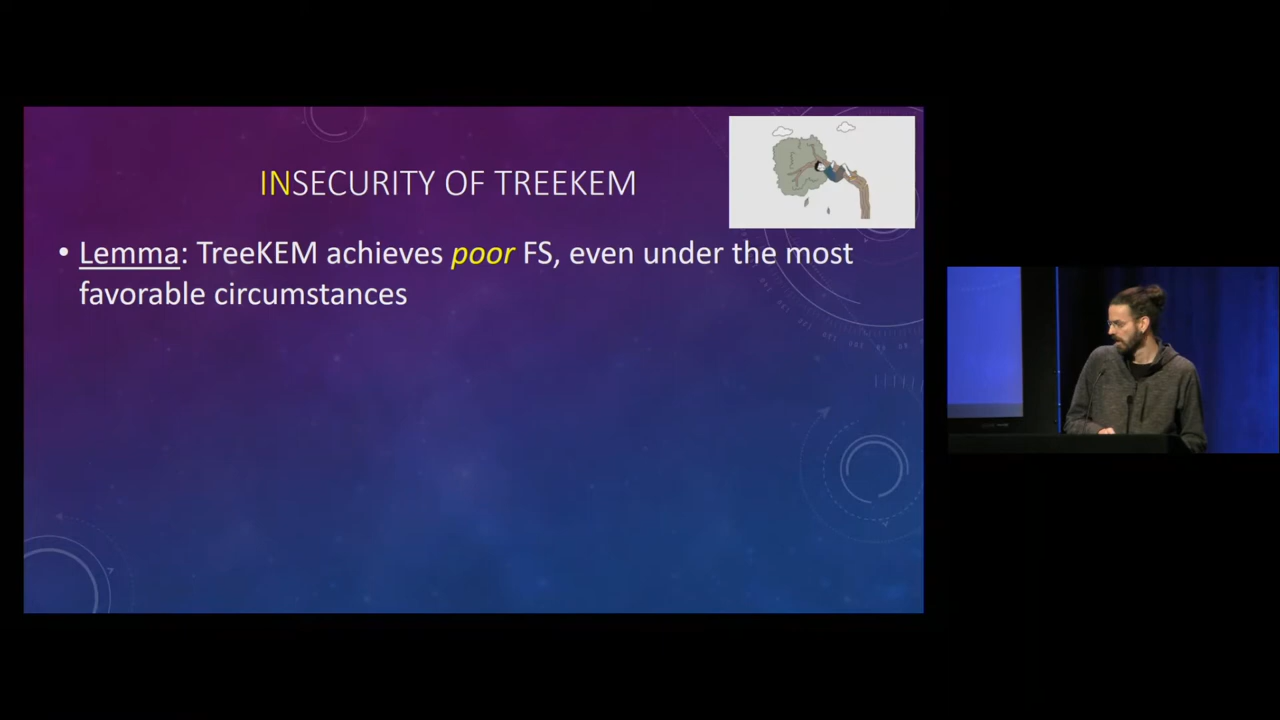 INSECURITY OF TREEKEM
• Lemma: TreeKEM achieves poor FS, even under the most
favorable circumstances